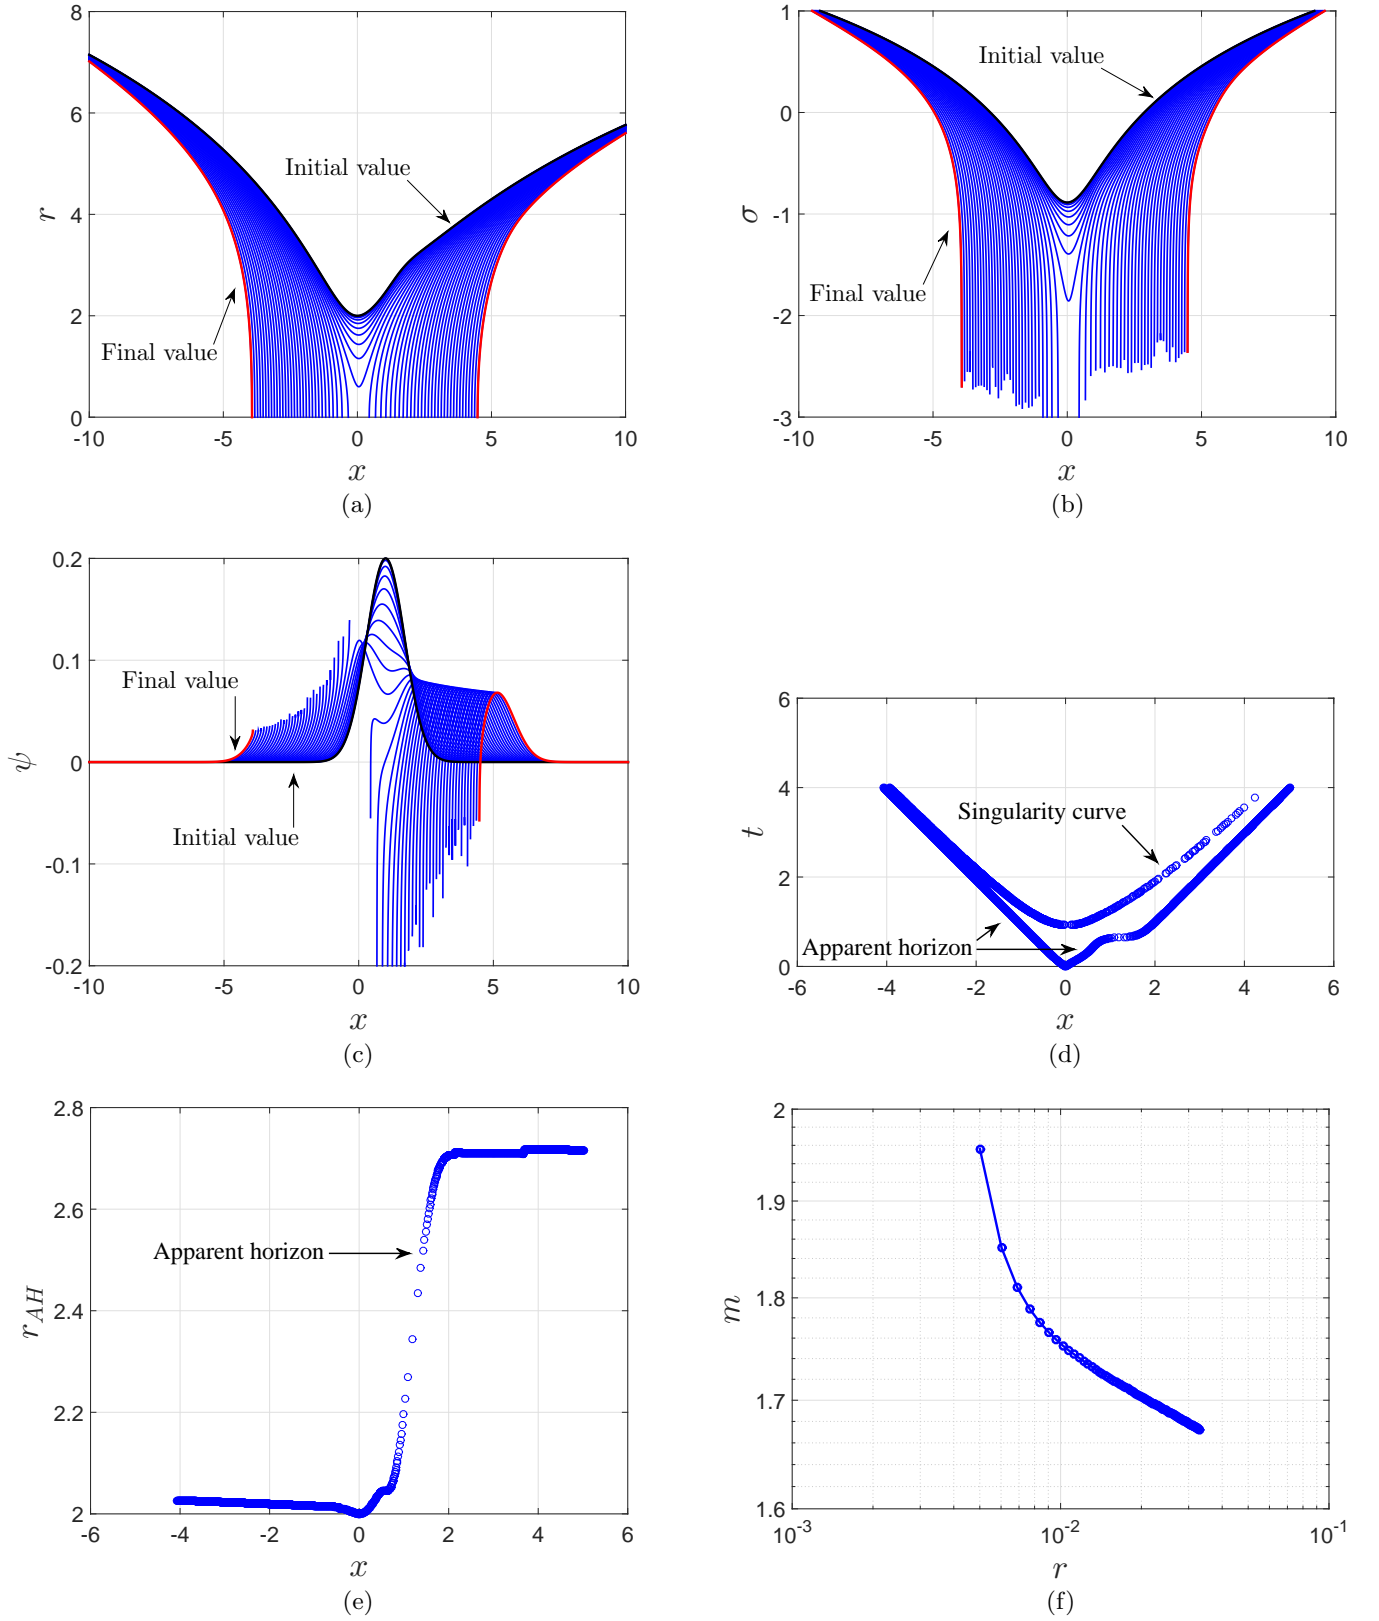 8
6
4
2
0
r
Initial value
Final value
-10
-5
0
5
10
x
(a)
1
0
-1
-2
-3
σ
Initial value
Final value
-10
-5
0
5
10
x
(b)
0.2
0.1
0
-0.1
-0.2
ψ
Final value
Initial value
-10
-5
0
5
10
x
(c)
6
4
2
0
t
Singularity curve
Apparent horizon
-6
-4
-2
0
2
4
6
x
(d)
2.8
2.6
2.4
2.2
2
r_{AH}
Apparent horizon
-6
-4
-2
0
2
4
6
x
(e)
2
1.9
1.8
1.7
1.6
m
10^{-3}
10^{-2}
10^{-1}
r
(f)